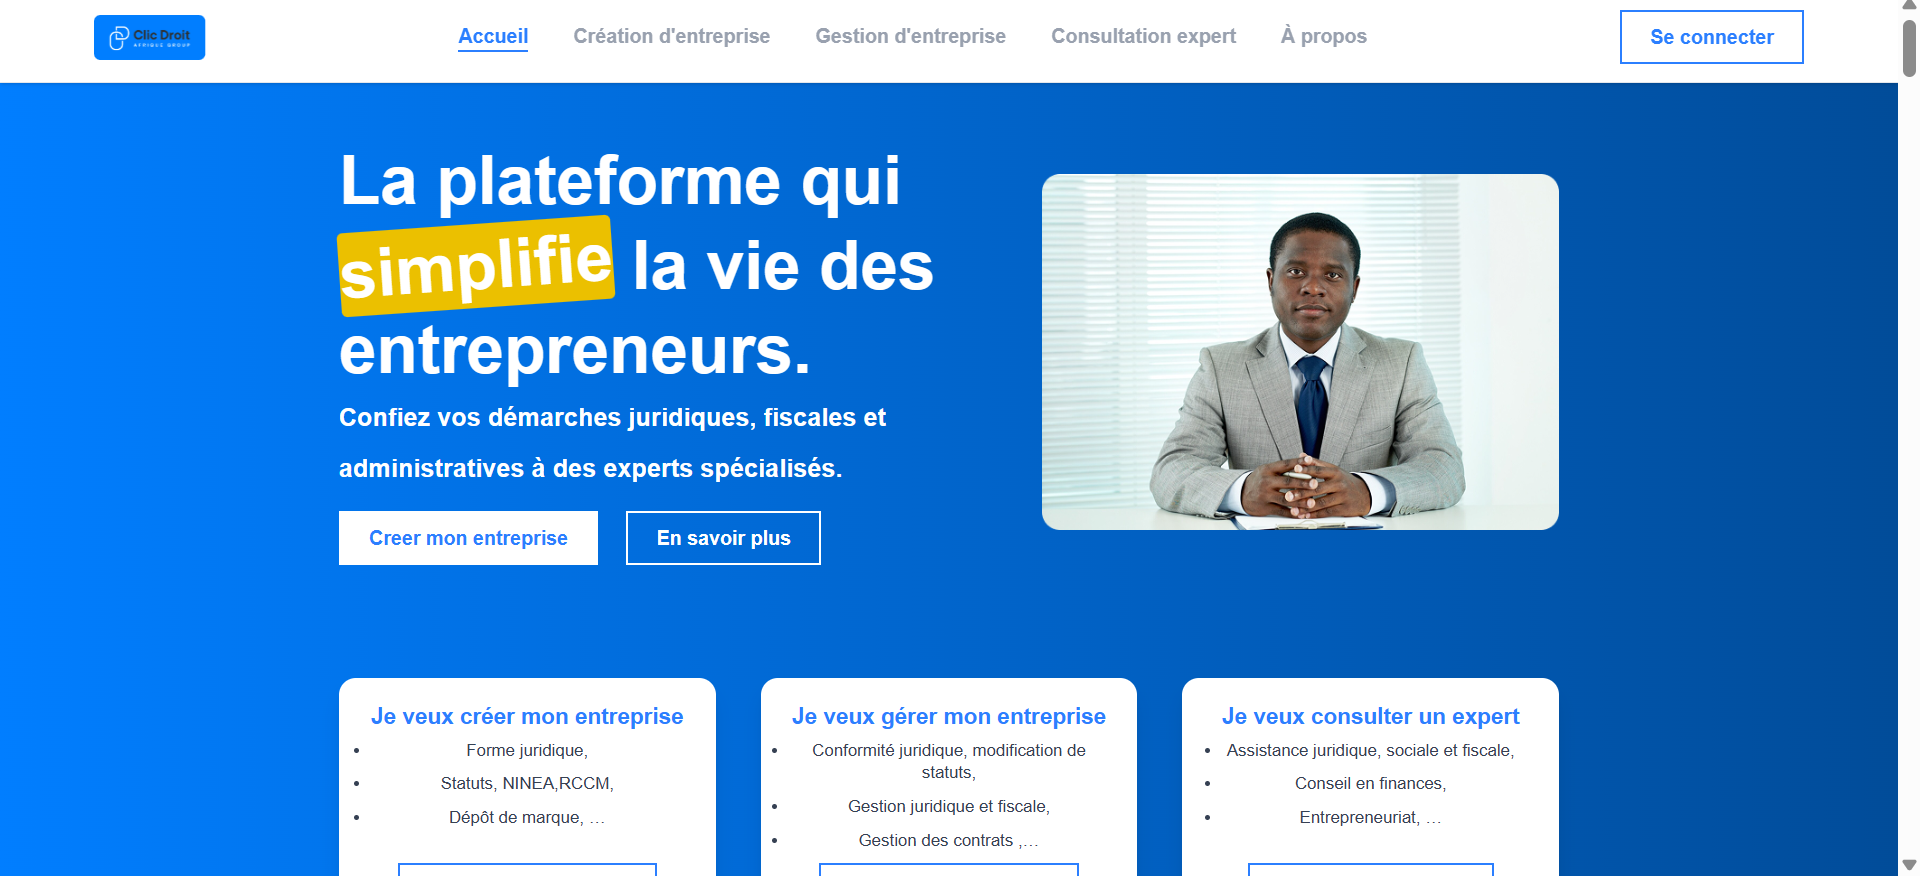 Clic Droit
AFRIQUE GROUP
Accueil
Création d'entreprise
Gestion d'entreprise
Consultation expert
À propos
Se connecter
La plateforme qui
simplifie la vie des
entrepreneurs.
Confiez vos démarches juridiques, fiscales et
administratives à des experts spécialisés.
Creer mon entreprise
En savoir plus
Je veux créer mon entreprise
• Forme juridique,
• Statuts, NINEA,RCCM,
• Dépôt de marque, …
Je veux gérer mon entreprise
• Conformité juridique, modification de
statuts,
• Gestion juridique et fiscale,
• Gestion des contrats ,…
Je veux consulter un expert
• Assistance juridique, sociale et fiscale,
• Conseil en finances,
• Entrepreneuriat, …